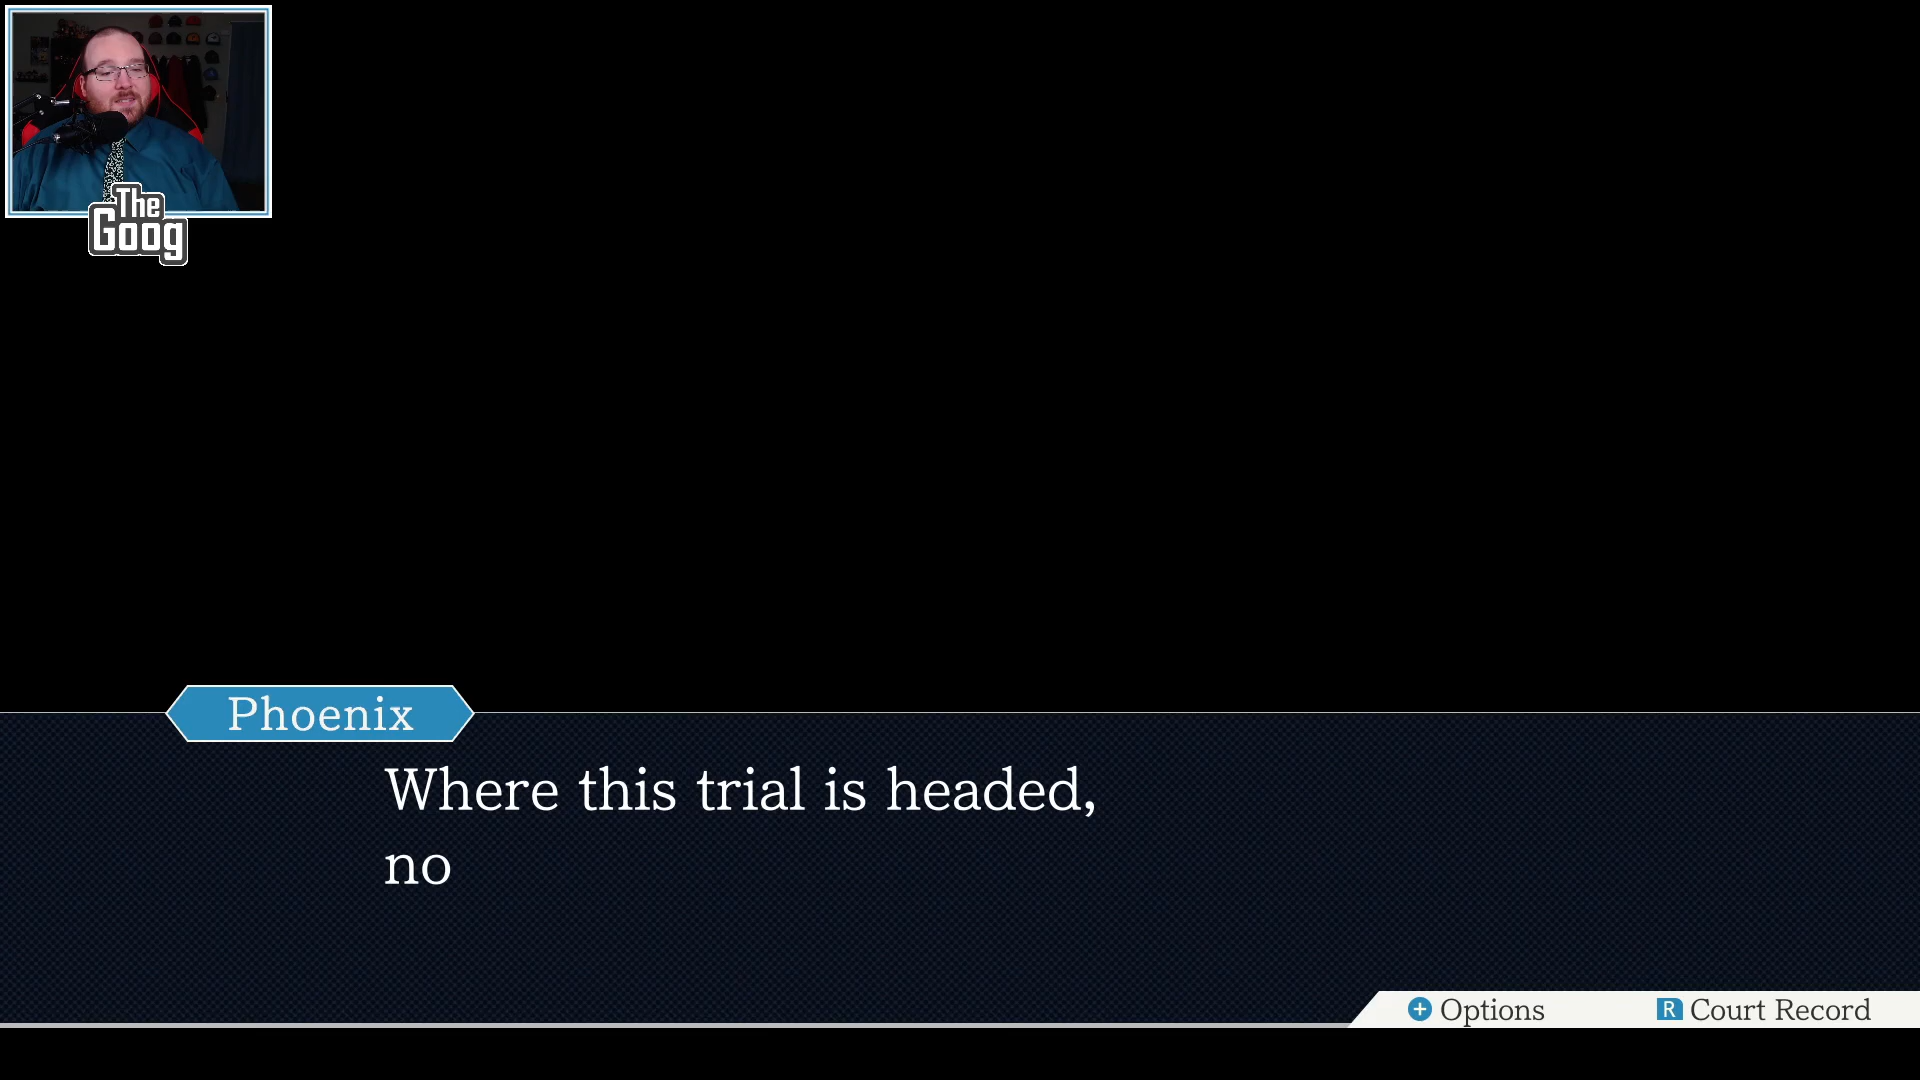 The
Goog
Phoenix
Where this trial is headed,
no
+ Options
R Court Record